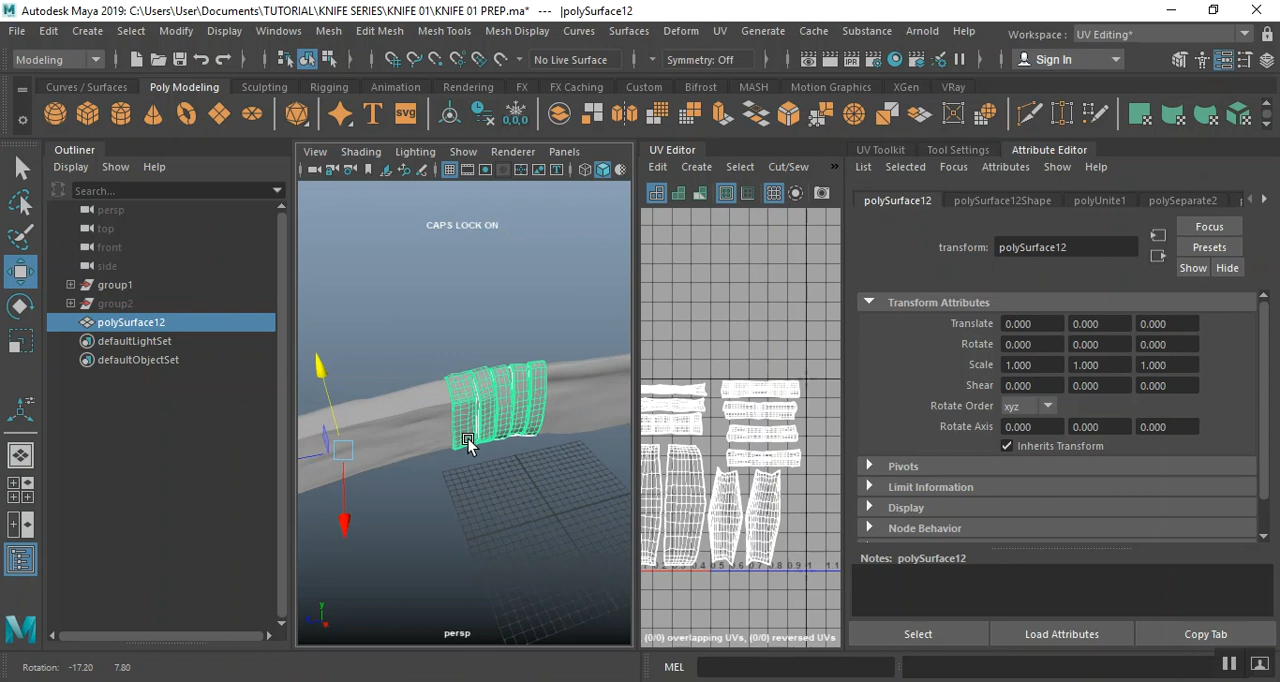 Autodesk Maya 2019: C:\Users\User\Documents\TUTORIAL\KNIFE SERIES\KNIFE 01\KNIFE 01 PREP.ma* --- |polySurface12
File Edit Create Select Modify Display Windows Mesh Edit Mesh Mesh Tools Mesh Display Curves Surfaces Deform UV Generate Cache Substance Arnold Help Workspace : UV Editing*
Modeling No Live Surface Symmetry: Off IPR Sign In
Curves / Surfaces Poly Modeling Sculpting Rigging Animation Rendering FX FX Caching Custom Bifrost MASH Motion Graphics XGen VRay
T SVG 0,0,0
Outliner
Display Show Help
Search...
persp
top
front
side
group1
group2
polySurface12
defaultLightSet
defaultObjectSet
View Shading Lighting Show Renderer Panels
CAPS LOCK ON
persp
UV Editor
Edit Create Select Cut/Sew
(0/0) overlapping UVs, (0/0) reversed UVs
UV Toolkit Tool Settings Attribute Editor
List Selected Focus Attributes Show Help
polySurface12 polySurface12Shape polyUnite1 polySeparate2
transform: polySurface12
Focus
Presets
Show Hide
Transform Attributes
Translate 0.000 0.000 0.000
Rotate 0.000 0.000 0.000
Scale 1.000 1.000 1.000
Shear 0.000 0.000 0.000
Rotate Order xyz
Rotate Axis 0.000 0.000 0.000
Inherits Transform
Pivots
Limit Information
Display
Node Behavior
Notes: polySurface12
Select Load Attributes Copy Tab
Rotation: -17.20 7.80
MEL